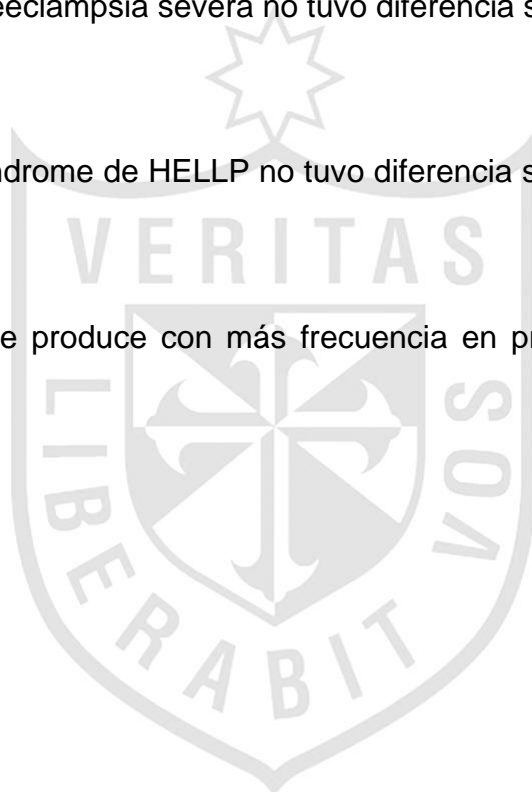 eeclampsia severa no tuvo diferencia s
ndrome de HELLP no tuvo diferencia s
VERITAS
e produce con más frecuencia en pr
LIBERABIT VOS